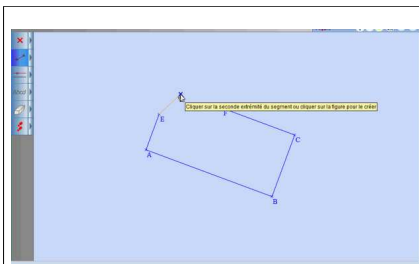 Cliquer sur la seconde extrémité du segment ou cliquer sur la figure pour le créer
E
F
C
A
B